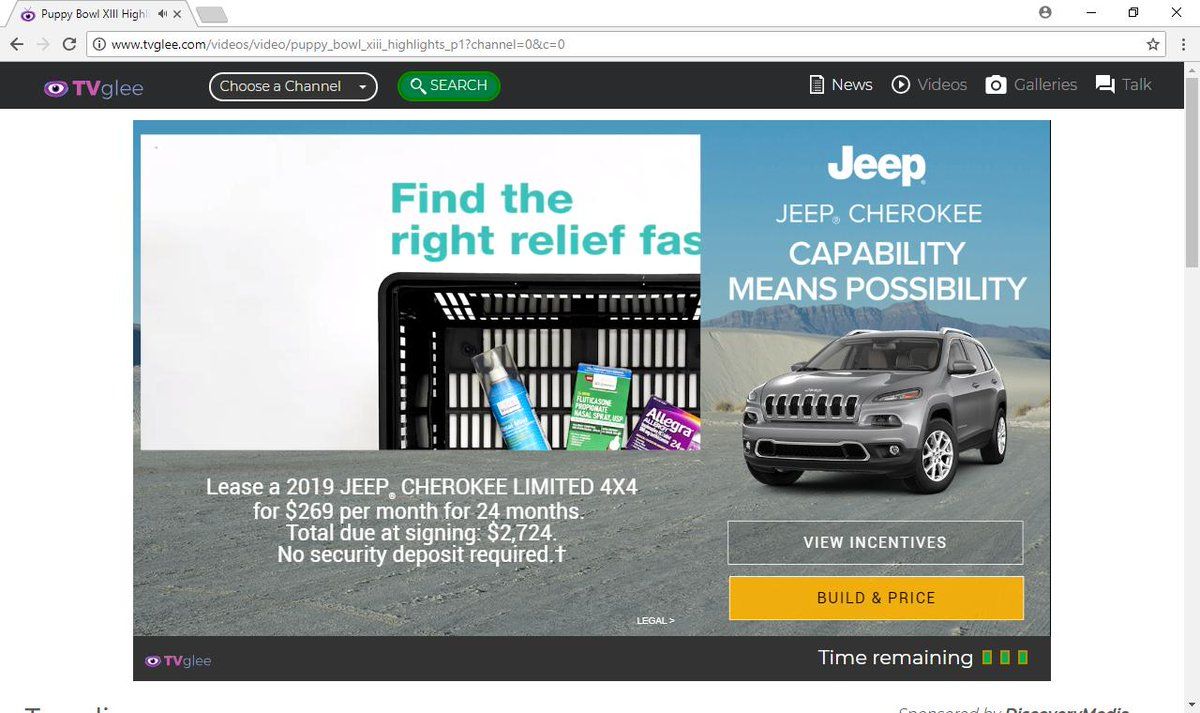 Puppy Bowl XIII Highl
www.tvglee.com/videos/video/puppy_bowl_xiii_highlights_p1?channel=0&c=0
TVglee
Choose a Channel
SEARCH
News
Videos
Galleries
Talk
Find the
right relief fas
FLUTICASONE
PROPIONATE
NASAL SPRAY, USP
Allegra
ALLERGY
24
Jeep®
JEEP® CHEROKEE
CAPABILITY
MEANS POSSIBILITY
Jeep
Lease a 2019 JEEP® CHEROKEE LIMITED 4X4
for $269 per month for 24 months.
Total due at signing: $2,724.
No security deposit required.†
LEGAL >
VIEW INCENTIVES
BUILD & PRICE
TVglee
Time remaining
Sponsored by DiscoveryMedia